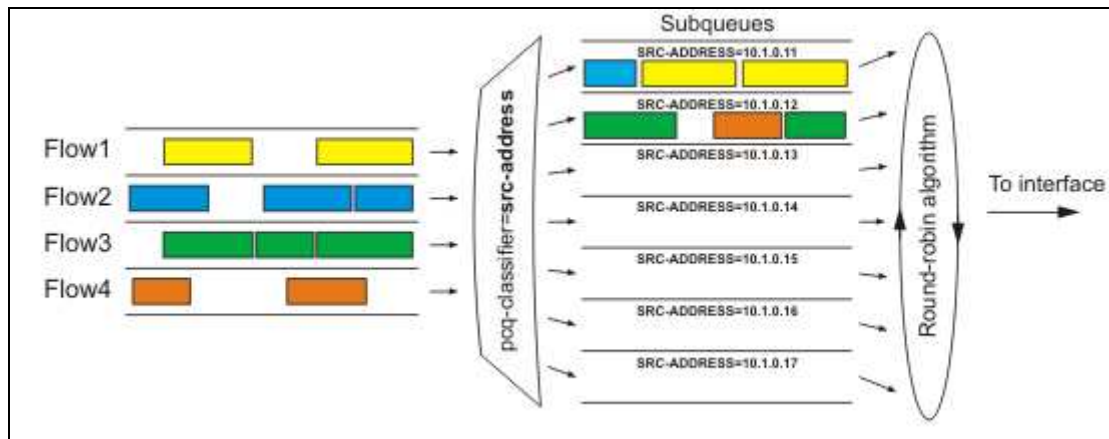 Subqueues
SRC-ADDRESS=10.1.0.11
SRC-ADDRESS=10.1.0.12
SRC-ADDRESS=10.1.0.13
SRC-ADDRESS=10.1.0.14
SRC-ADDRESS=10.1.0.15
SRC-ADDRESS=10.1.0.16
SRC-ADDRESS=10.1.0.17
Flow1
Flow2
Flow3
Flow4
pcq-classifier=src-address
Round-robin algorithm
To interface